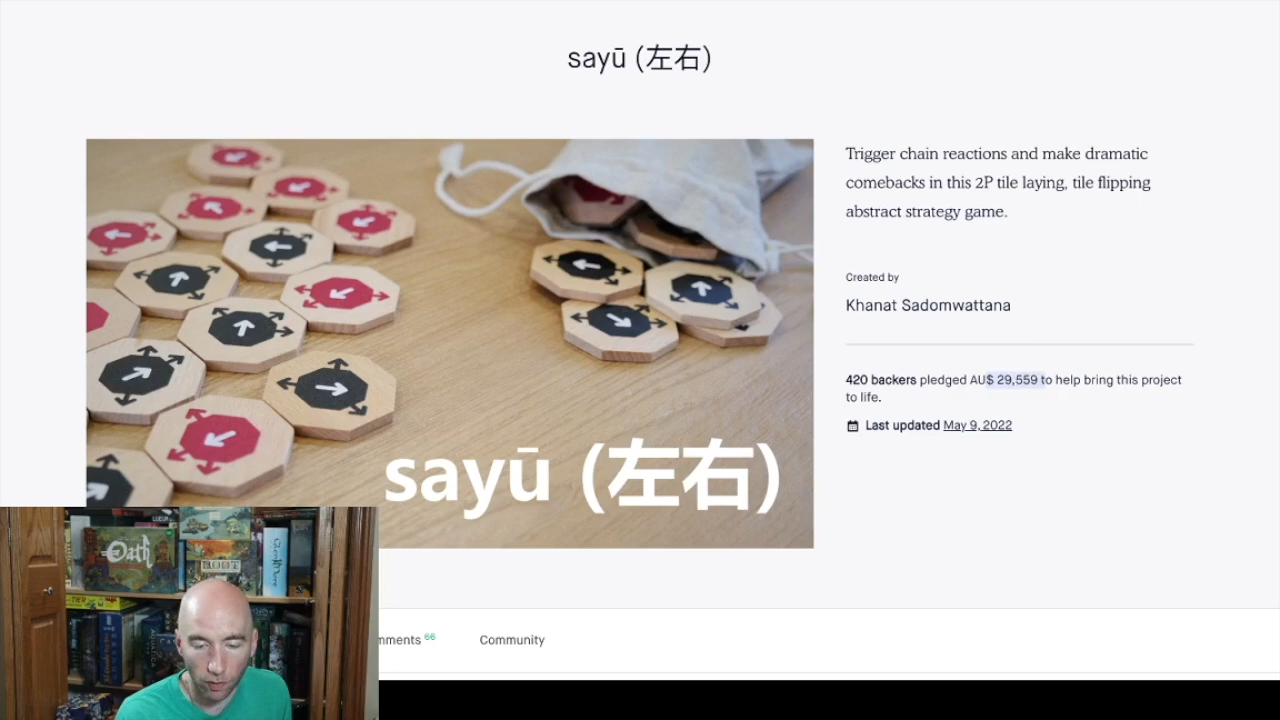 sayū (左右)
Trigger chain reactions and make dramatic
comebacks in this 2P tile laying, tile flipping
abstract strategy game.
Created by
Khanat Sadomwattana
420 backers pledged AU$ 29,559 to help bring this project
to life.
Last updated May 9, 2022
sayū (左右)
Oath
ROOT
mments 66
Community